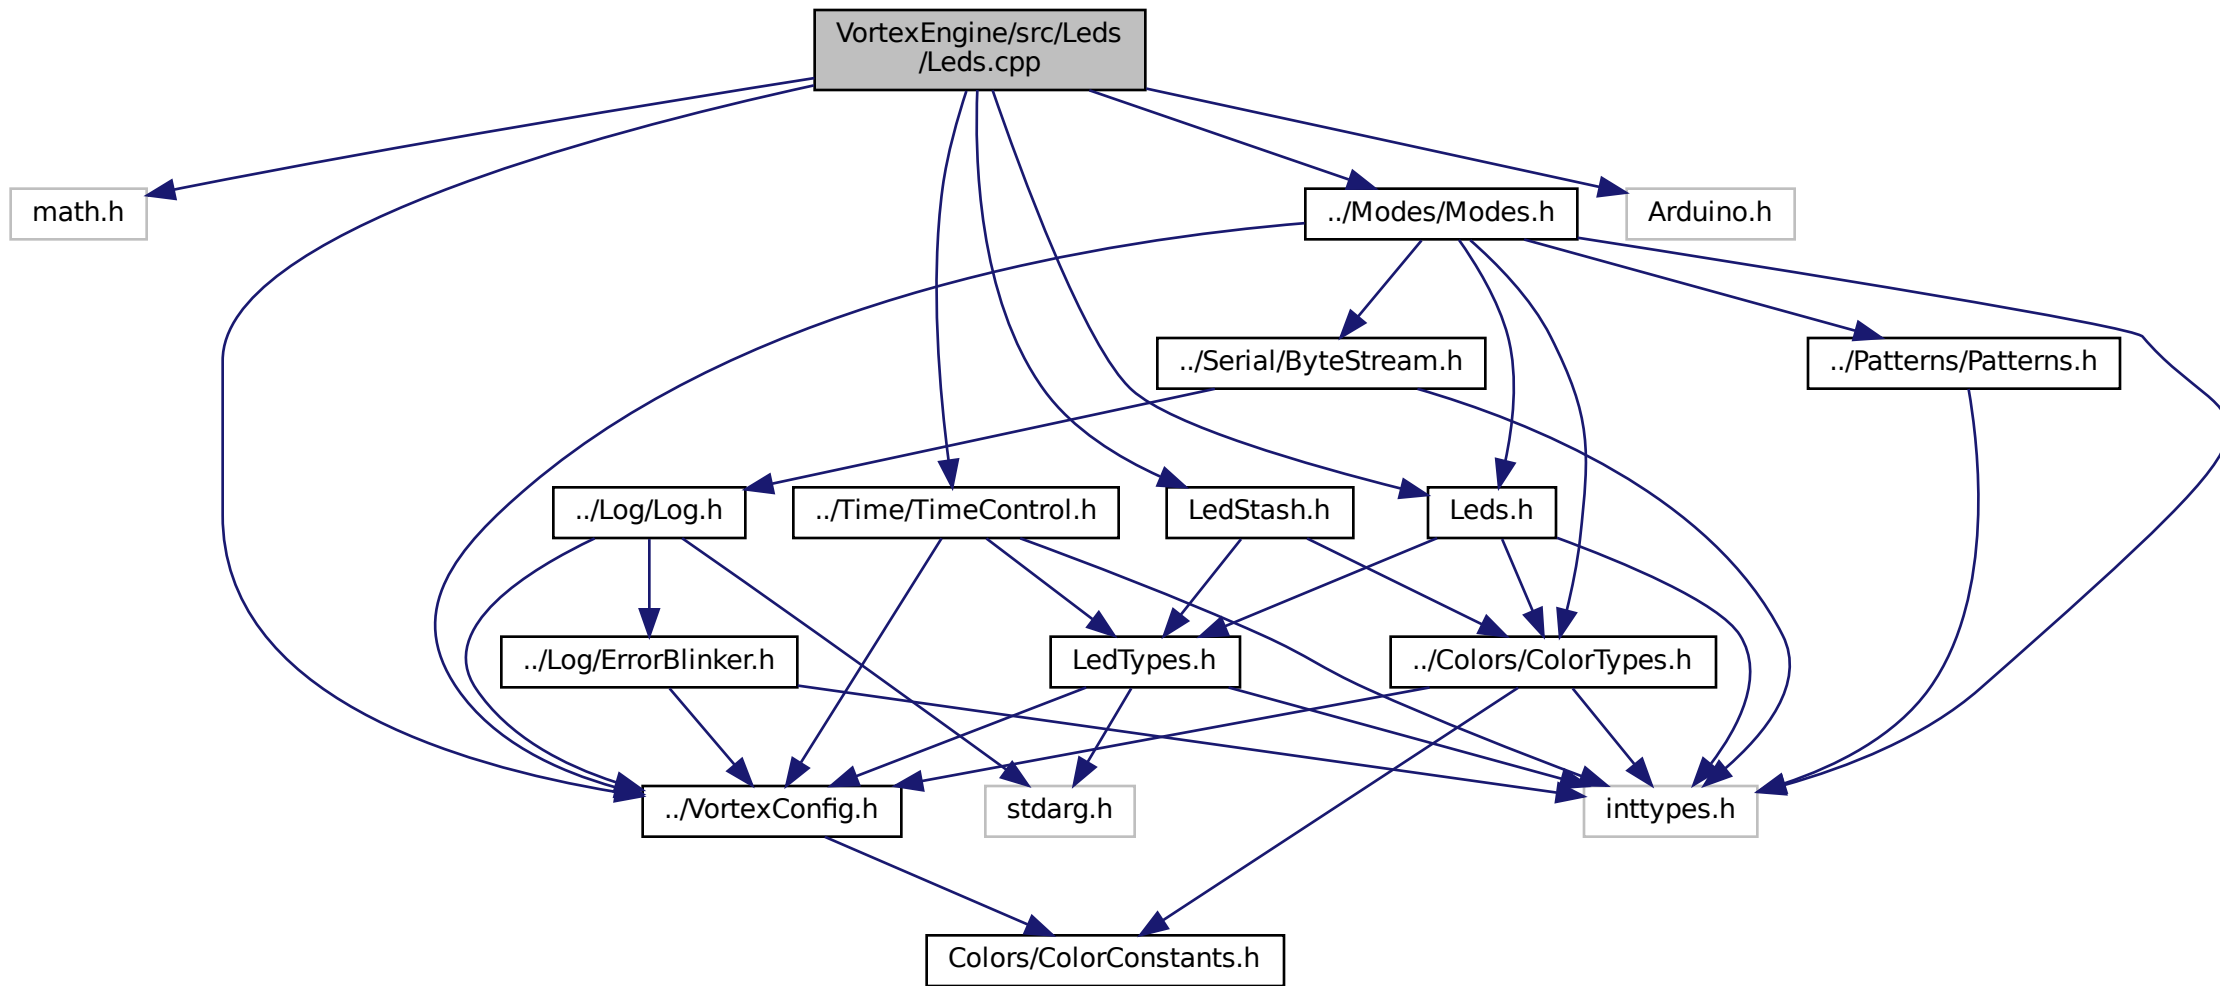 VortexEngine/src/Leds
/Leds.cpp
math.h
../Modes/Modes.h
Arduino.h
../Serial/ByteStream.h
../Patterns/Patterns.h
../Log/Log.h
../Time/TimeControl.h
LedStash.h
Leds.h
../Log/ErrorBlinker.h
LedTypes.h
../Colors/ColorTypes.h
../VortexConfig.h
stdarg.h
inttypes.h
Colors/ColorConstants.h